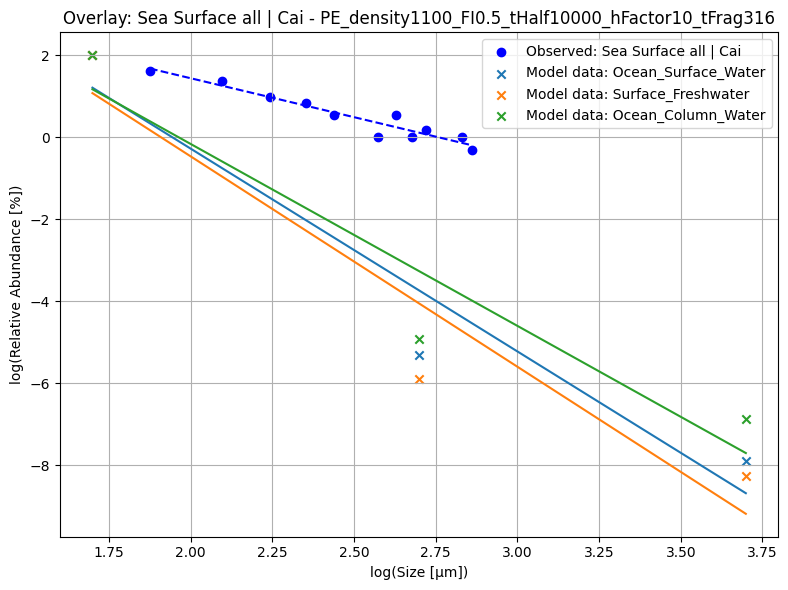 Overlay: Sea Surface all | Cai - PE_density1100_FI0.5_tHalf10000_hFactor10_tFrag316
Observed: Sea Surface all | Cai
Model data: Ocean_Surface_Water
Model data: Surface_Freshwater
Model data: Ocean_Column_Water
log(Relative Abundance [%])
2
0
−2
−4
−6
−8
1.75
2.00
2.25
2.50
2.75
3.00
3.25
3.50
3.75
log(Size [μm])